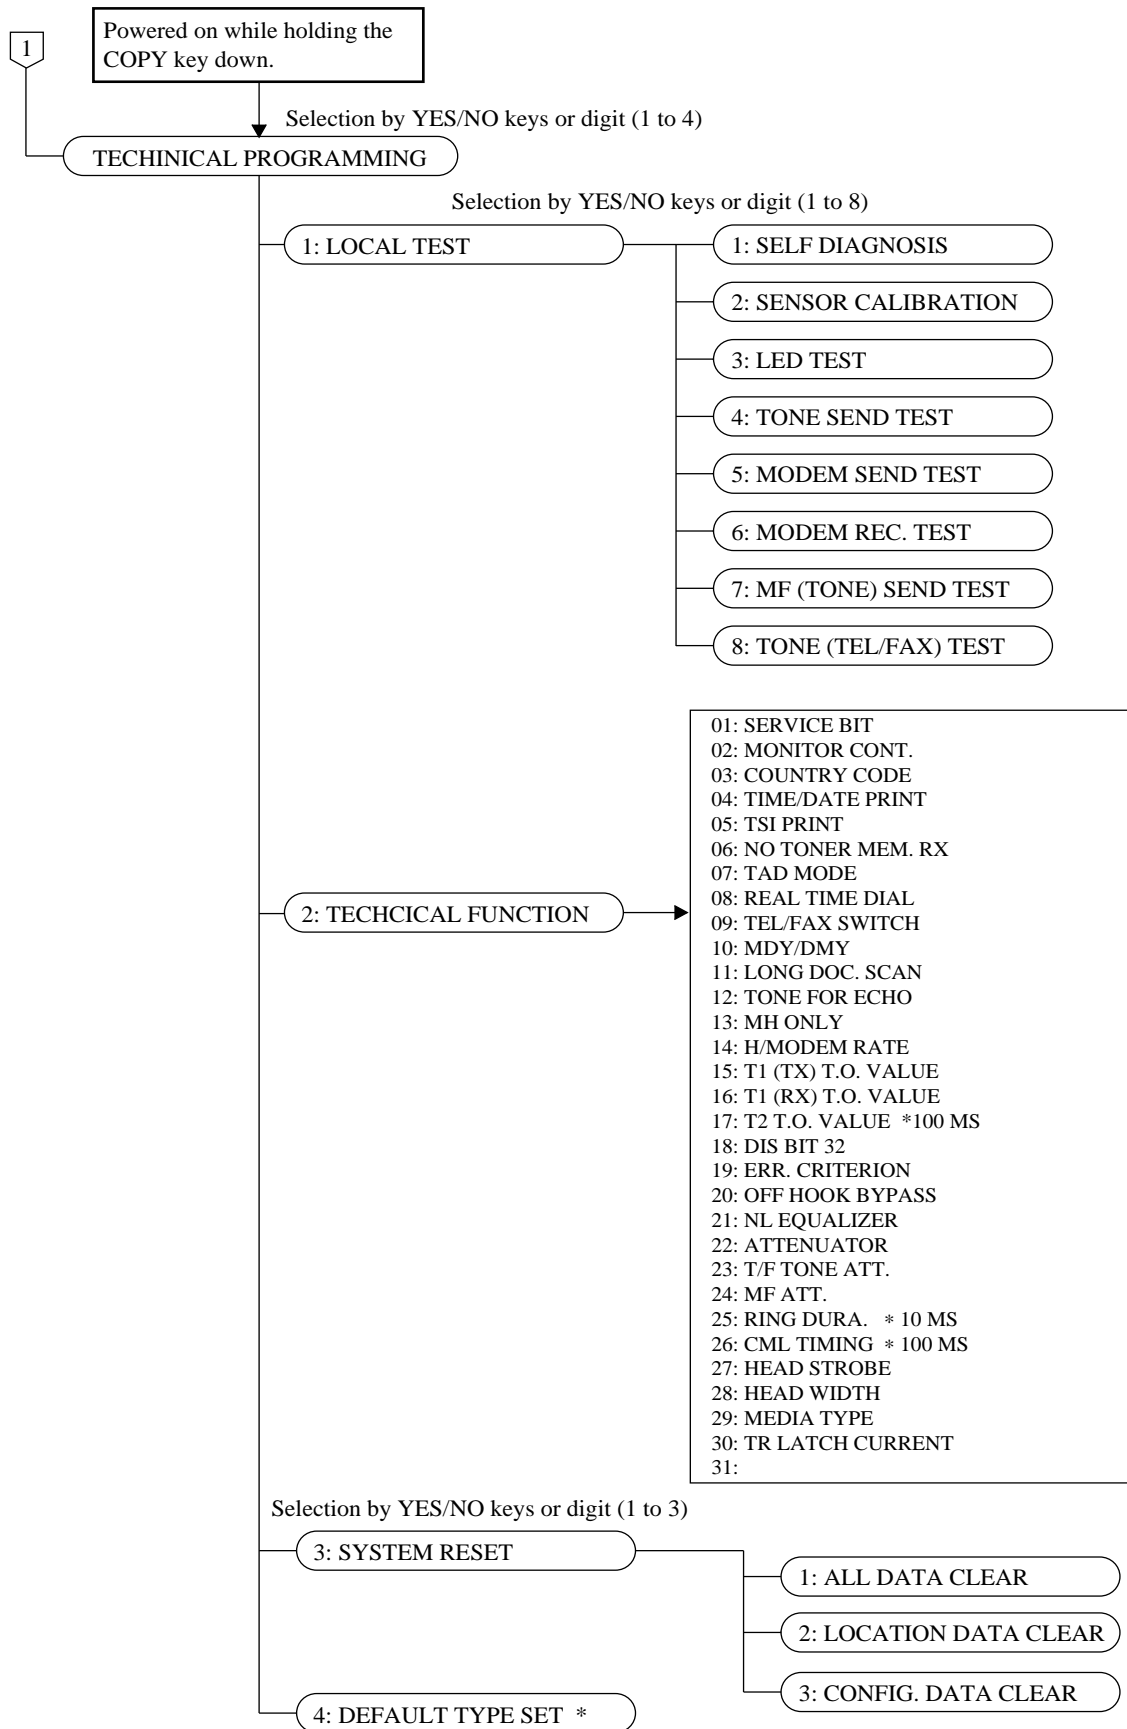 1
Powered on while holding the
COPY key down.
Selection by YES/NO keys or digit (1 to 4)
TECHINICAL PROGRAMMING
Selection by YES/NO keys or digit (1 to 8)
1: LOCAL TEST
1: SELF DIAGNOSIS
2: SENSOR CALIBRATION
3: LED TEST
4: TONE SEND TEST
5: MODEM SEND TEST
6: MODEM REC. TEST
7: MF (TONE) SEND TEST
8: TONE (TEL/FAX) TEST
2: TECHCICAL FUNCTION
01: SERVICE BIT
02: MONITOR CONT.
03: COUNTRY CODE
04: TIME/DATE PRINT
05: TSI PRINT
06: NO TONER MEM. RX
07: TAD MODE
08: REAL TIME DIAL
09: TEL/FAX SWITCH
10: MDY/DMY
11: LONG DOC. SCAN
12: TONE FOR ECHO
13: MH ONLY
14: H/MODEM RATE
15: T1 (TX) T.O. VALUE
16: T1 (RX) T.O. VALUE
17: T2 T.O. VALUE *100 MS
18: DIS BIT 32
19: ERR. CRITERION
20: OFF HOOK BYPASS
21: NL EQUALIZER
22: ATTENUATOR
23: T/F TONE ATT.
24: MF ATT.
25: RING DURA. * 10 MS
26: CML TIMING * 100 MS
27: HEAD STROBE
28: HEAD WIDTH
29: MEDIA TYPE
30: TR LATCH CURRENT
31:
Selection by YES/NO keys or digit (1 to 3)
3: SYSTEM RESET
1: ALL DATA CLEAR
2: LOCATION DATA CLEAR
3: CONFIG. DATA CLEAR
4: DEFAULT TYPE SET *